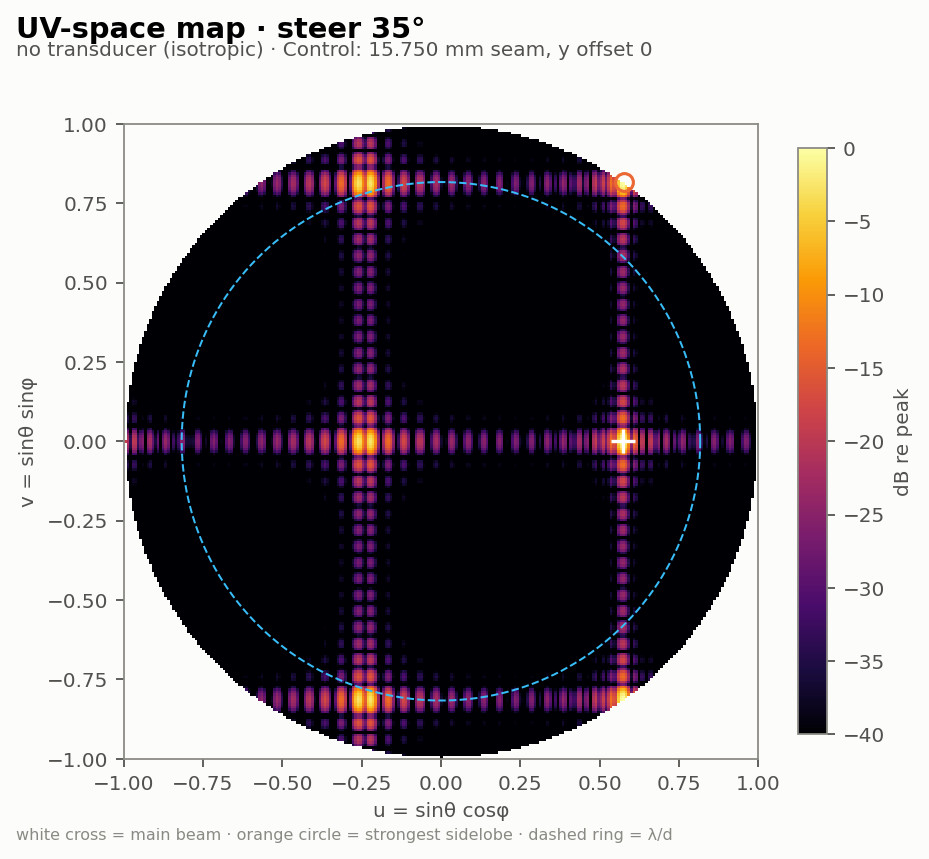 UV-space map · steer 35°
no transducer (isotropic) · Control: 15.750 mm seam, y offset 0
1.00
0.75
0.50
0.25
0.00
−0.25
−0.50
−0.75
−1.00
v = sinθ sinφ
−1.00 −0.75 −0.50 −0.25 0.00 0.25 0.50 0.75 1.00
u = sinθ cosφ
0
−5
−10
−15
−20
−25
−30
−35
−40
dB re peak
white cross = main beam · orange circle = strongest sidelobe · dashed ring = λ/d